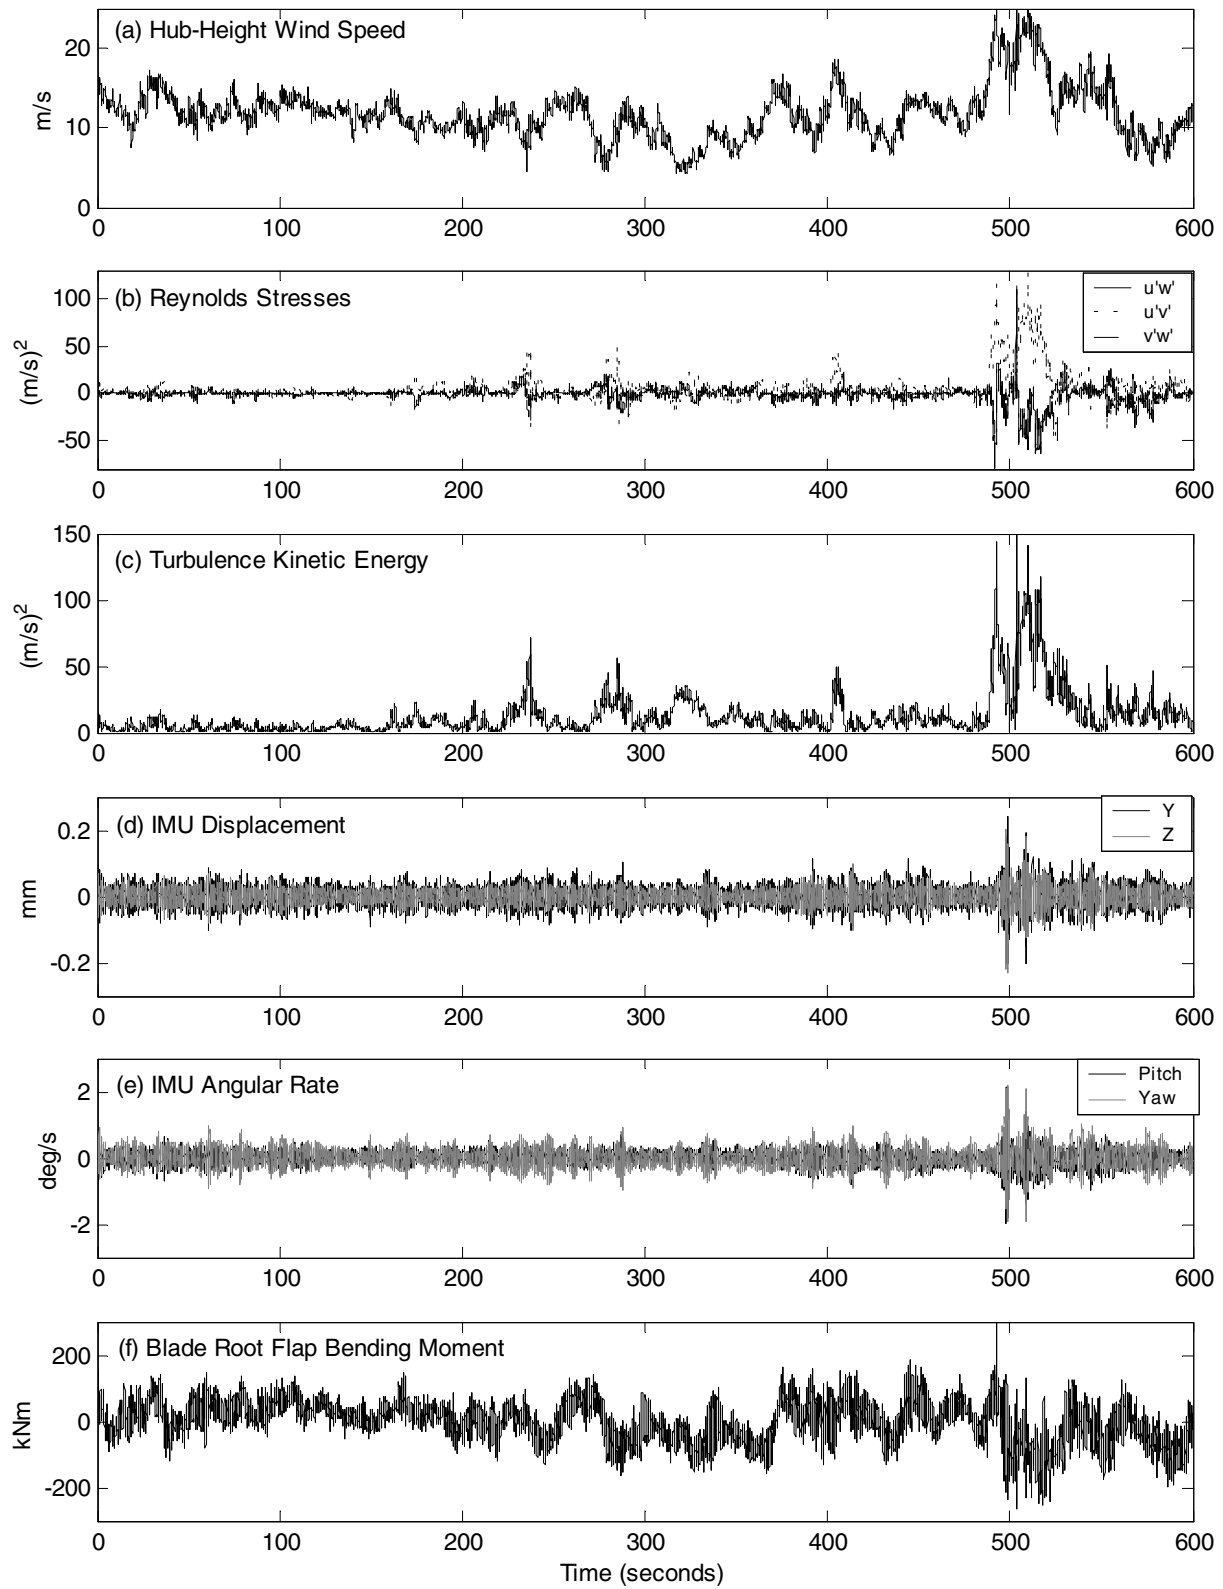 (a) Hub-Height Wind Speed
m/s
20
10
0
0 100 200 300 400 500 600
(b) Reynolds Stresses
(m/s)2
100
50
0
-50
u'w'
u'v'
v'w'
0 100 200 300 400 500 600
(c) Turbulence Kinetic Energy
(m/s)2
150
100
50
0
0 100 200 300 400 500 600
(d) IMU Displacement
mm
0.2
0
-0.2
Y
Z
0 100 200 300 400 500 600
(e) IMU Angular Rate
deg/s
2
0
-2
Pitch
Yaw
0 100 200 300 400 500 600
(f) Blade Root Flap Bending Moment
kNm
200
0
-200
0 100 200 300 400 500 600
Time (seconds)